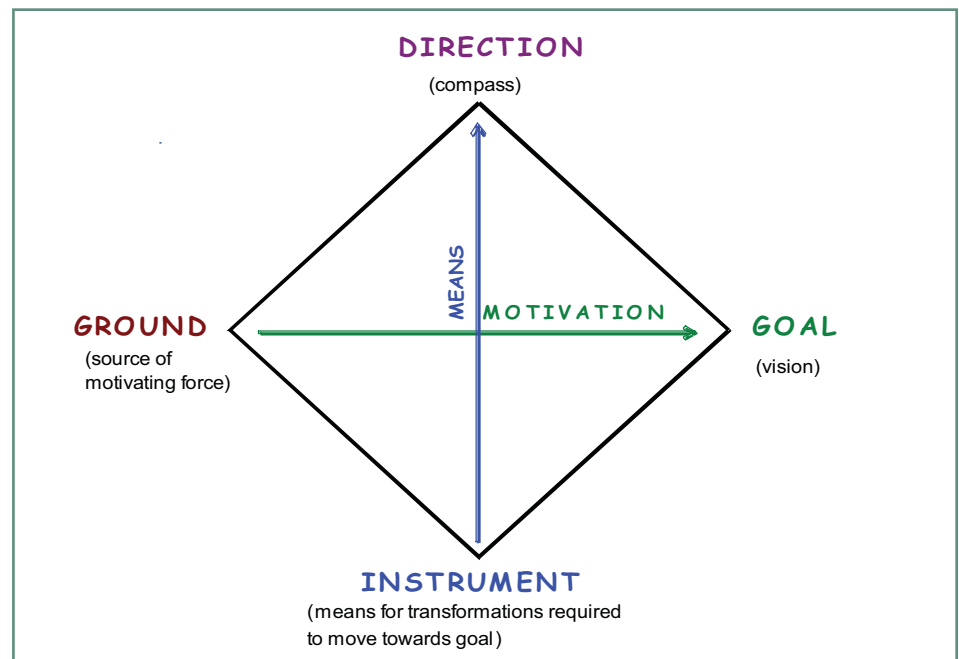 DIRECTION
(compass)
MEANS
MOTIVATION
GROUND
(source of
motivating force)
GOAL
(vision)
INSTRUMENT
(means for transformations required
to move towards goal)